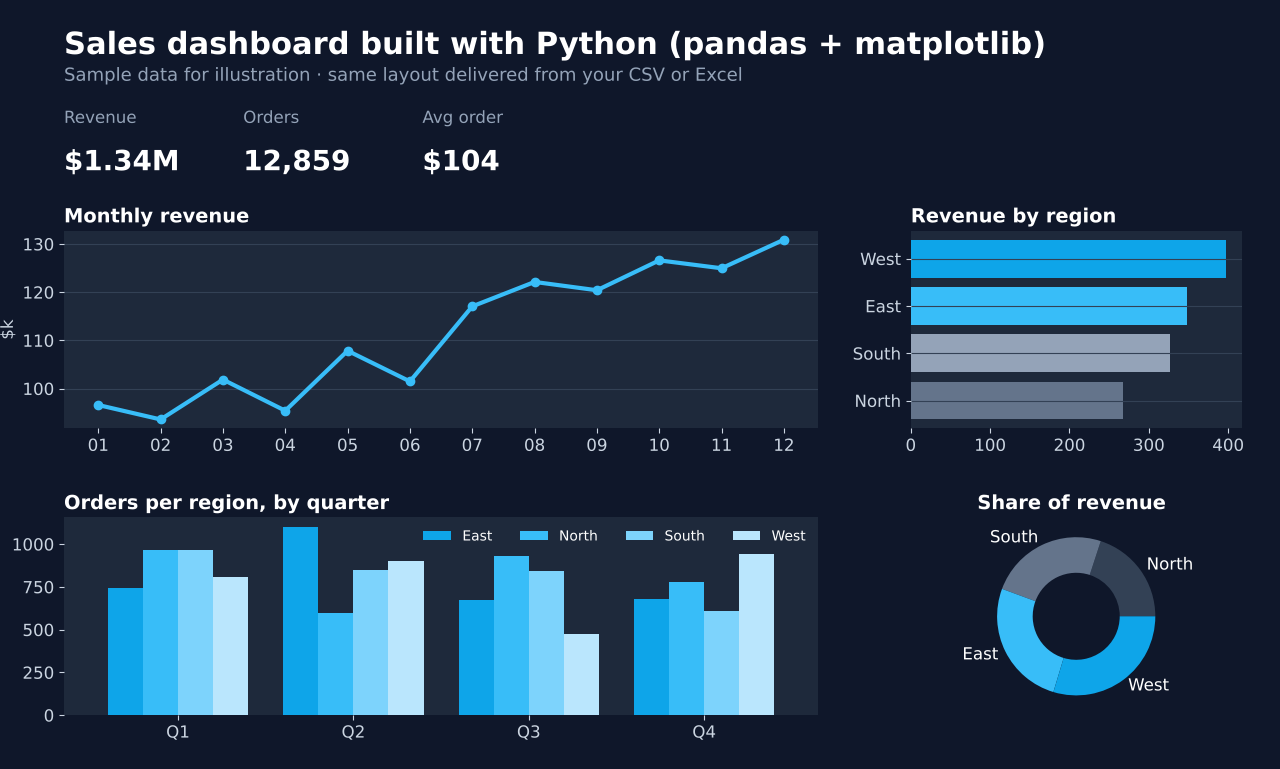 Sales dashboard built with Python (pandas + matplotlib)
Sample data for illustration · same layout delivered from your CSV or Excel
Revenue Orders Avg order
$1.34M 12,859 $104
Monthly revenue
130
120
110
100
$k
01 02 03 04 05 06 07 08 09 10 11 12
Revenue by region
West
East
South
North
0 100 200 300 400
Orders per region, by quarter
East North South West
1000
750
500
250
0
Q1 Q2 Q3 Q4
Share of revenue
South
North
East
West